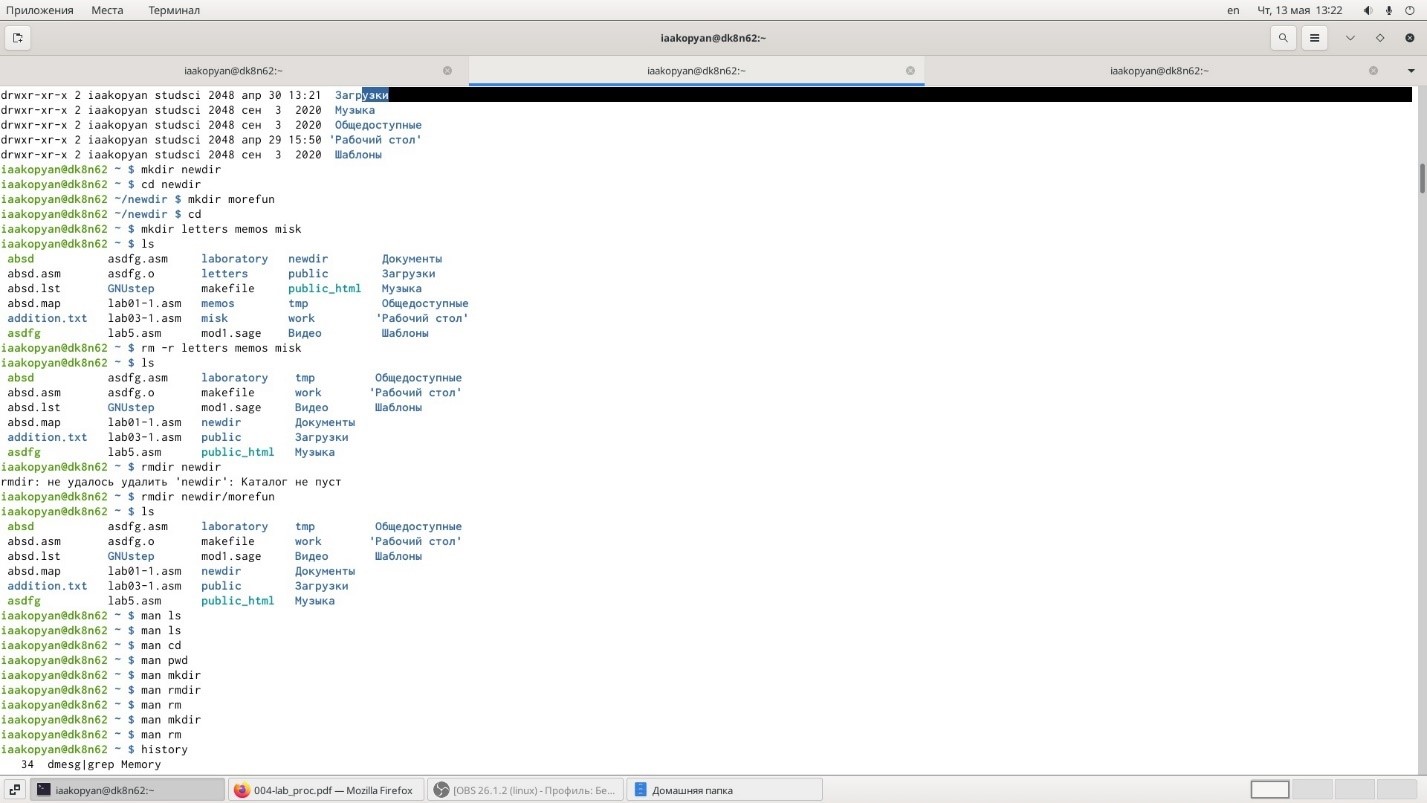 Приложения Места Терминал en Чт, 13 мая 13:22
iaakopyan@dk8n62:~
iaakopyan@dk8n62:~ iaakopyan@dk8n62:~ iaakopyan@dk8n62:~
drwxr-xr-x 2 iaakopyan studsci 2048 апр 30 13:21 Загрузки
drwxr-xr-x 2 iaakopyan studsci 2048 сен 3 2020 Музыка
drwxr-xr-x 2 iaakopyan studsci 2048 сен 3 2020 Общедоступные
drwxr-xr-x 2 iaakopyan studsci 2048 апр 29 15:50 'Рабочий стол'
drwxr-xr-x 2 iaakopyan studsci 2048 сен 3 2020 Шаблоны
iaakopyan@dk8n62 ~ $ mkdir newdir
iaakopyan@dk8n62 ~ $ cd newdir
iaakopyan@dk8n62 ~/newdir $ mkdir morefun
iaakopyan@dk8n62 ~/newdir $ cd
iaakopyan@dk8n62 ~ $ mkdir letters memos misk
iaakopyan@dk8n62 ~ $ ls
absd asdfg.asm laboratory newdir Документы
absd.asm asdfg.o letters public Загрузки
absd.lst GNUstep makefile public_html Музыка
absd.map lab01-1.asm memos tmp Общедоступные
addition.txt lab03-1.asm misk work 'Рабочий стол'
asdfg lab5.asm mod1.sage Видео Шаблоны
iaakopyan@dk8n62 ~ $ rm -r letters memos misk
iaakopyan@dk8n62 ~ $ ls
absd asdfg.asm laboratory tmp Общедоступные
absd.asm asdfg.o makefile work 'Рабочий стол'
absd.lst GNUstep mod1.sage Видео Шаблоны
absd.map lab01-1.asm newdir Документы
addition.txt lab03-1.asm public Загрузки
asdfg lab5.asm public_html Музыка
iaakopyan@dk8n62 ~ $ rmdir newdir
rmdir: не удалось удалить 'newdir': Каталог не пуст
iaakopyan@dk8n62 ~ $ rmdir newdir/morefun
iaakopyan@dk8n62 ~ $ ls
absd asdfg.asm laboratory tmp Общедоступные
absd.asm asdfg.o makefile work 'Рабочий стол'
absd.lst GNUstep mod1.sage Видео Шаблоны
absd.map lab01-1.asm newdir Документы
addition.txt lab03-1.asm public Загрузки
asdfg lab5.asm public_html Музыка
iaakopyan@dk8n62 ~ $ man ls
iaakopyan@dk8n62 ~ $ man ls
iaakopyan@dk8n62 ~ $ man cd
iaakopyan@dk8n62 ~ $ man pwd
iaakopyan@dk8n62 ~ $ man mkdir
iaakopyan@dk8n62 ~ $ man rmdir
iaakopyan@dk8n62 ~ $ man rm
iaakopyan@dk8n62 ~ $ man mkdir
iaakopyan@dk8n62 ~ $ man rm
iaakopyan@dk8n62 ~ $ history
34 dmesg|grep Memory
iaakopyan@dk8n62:~ 004-lab_proc.pdf — Mozilla Firefox [OBS 26.1.2 (linux) - Профиль: Бе... Домашняя папка